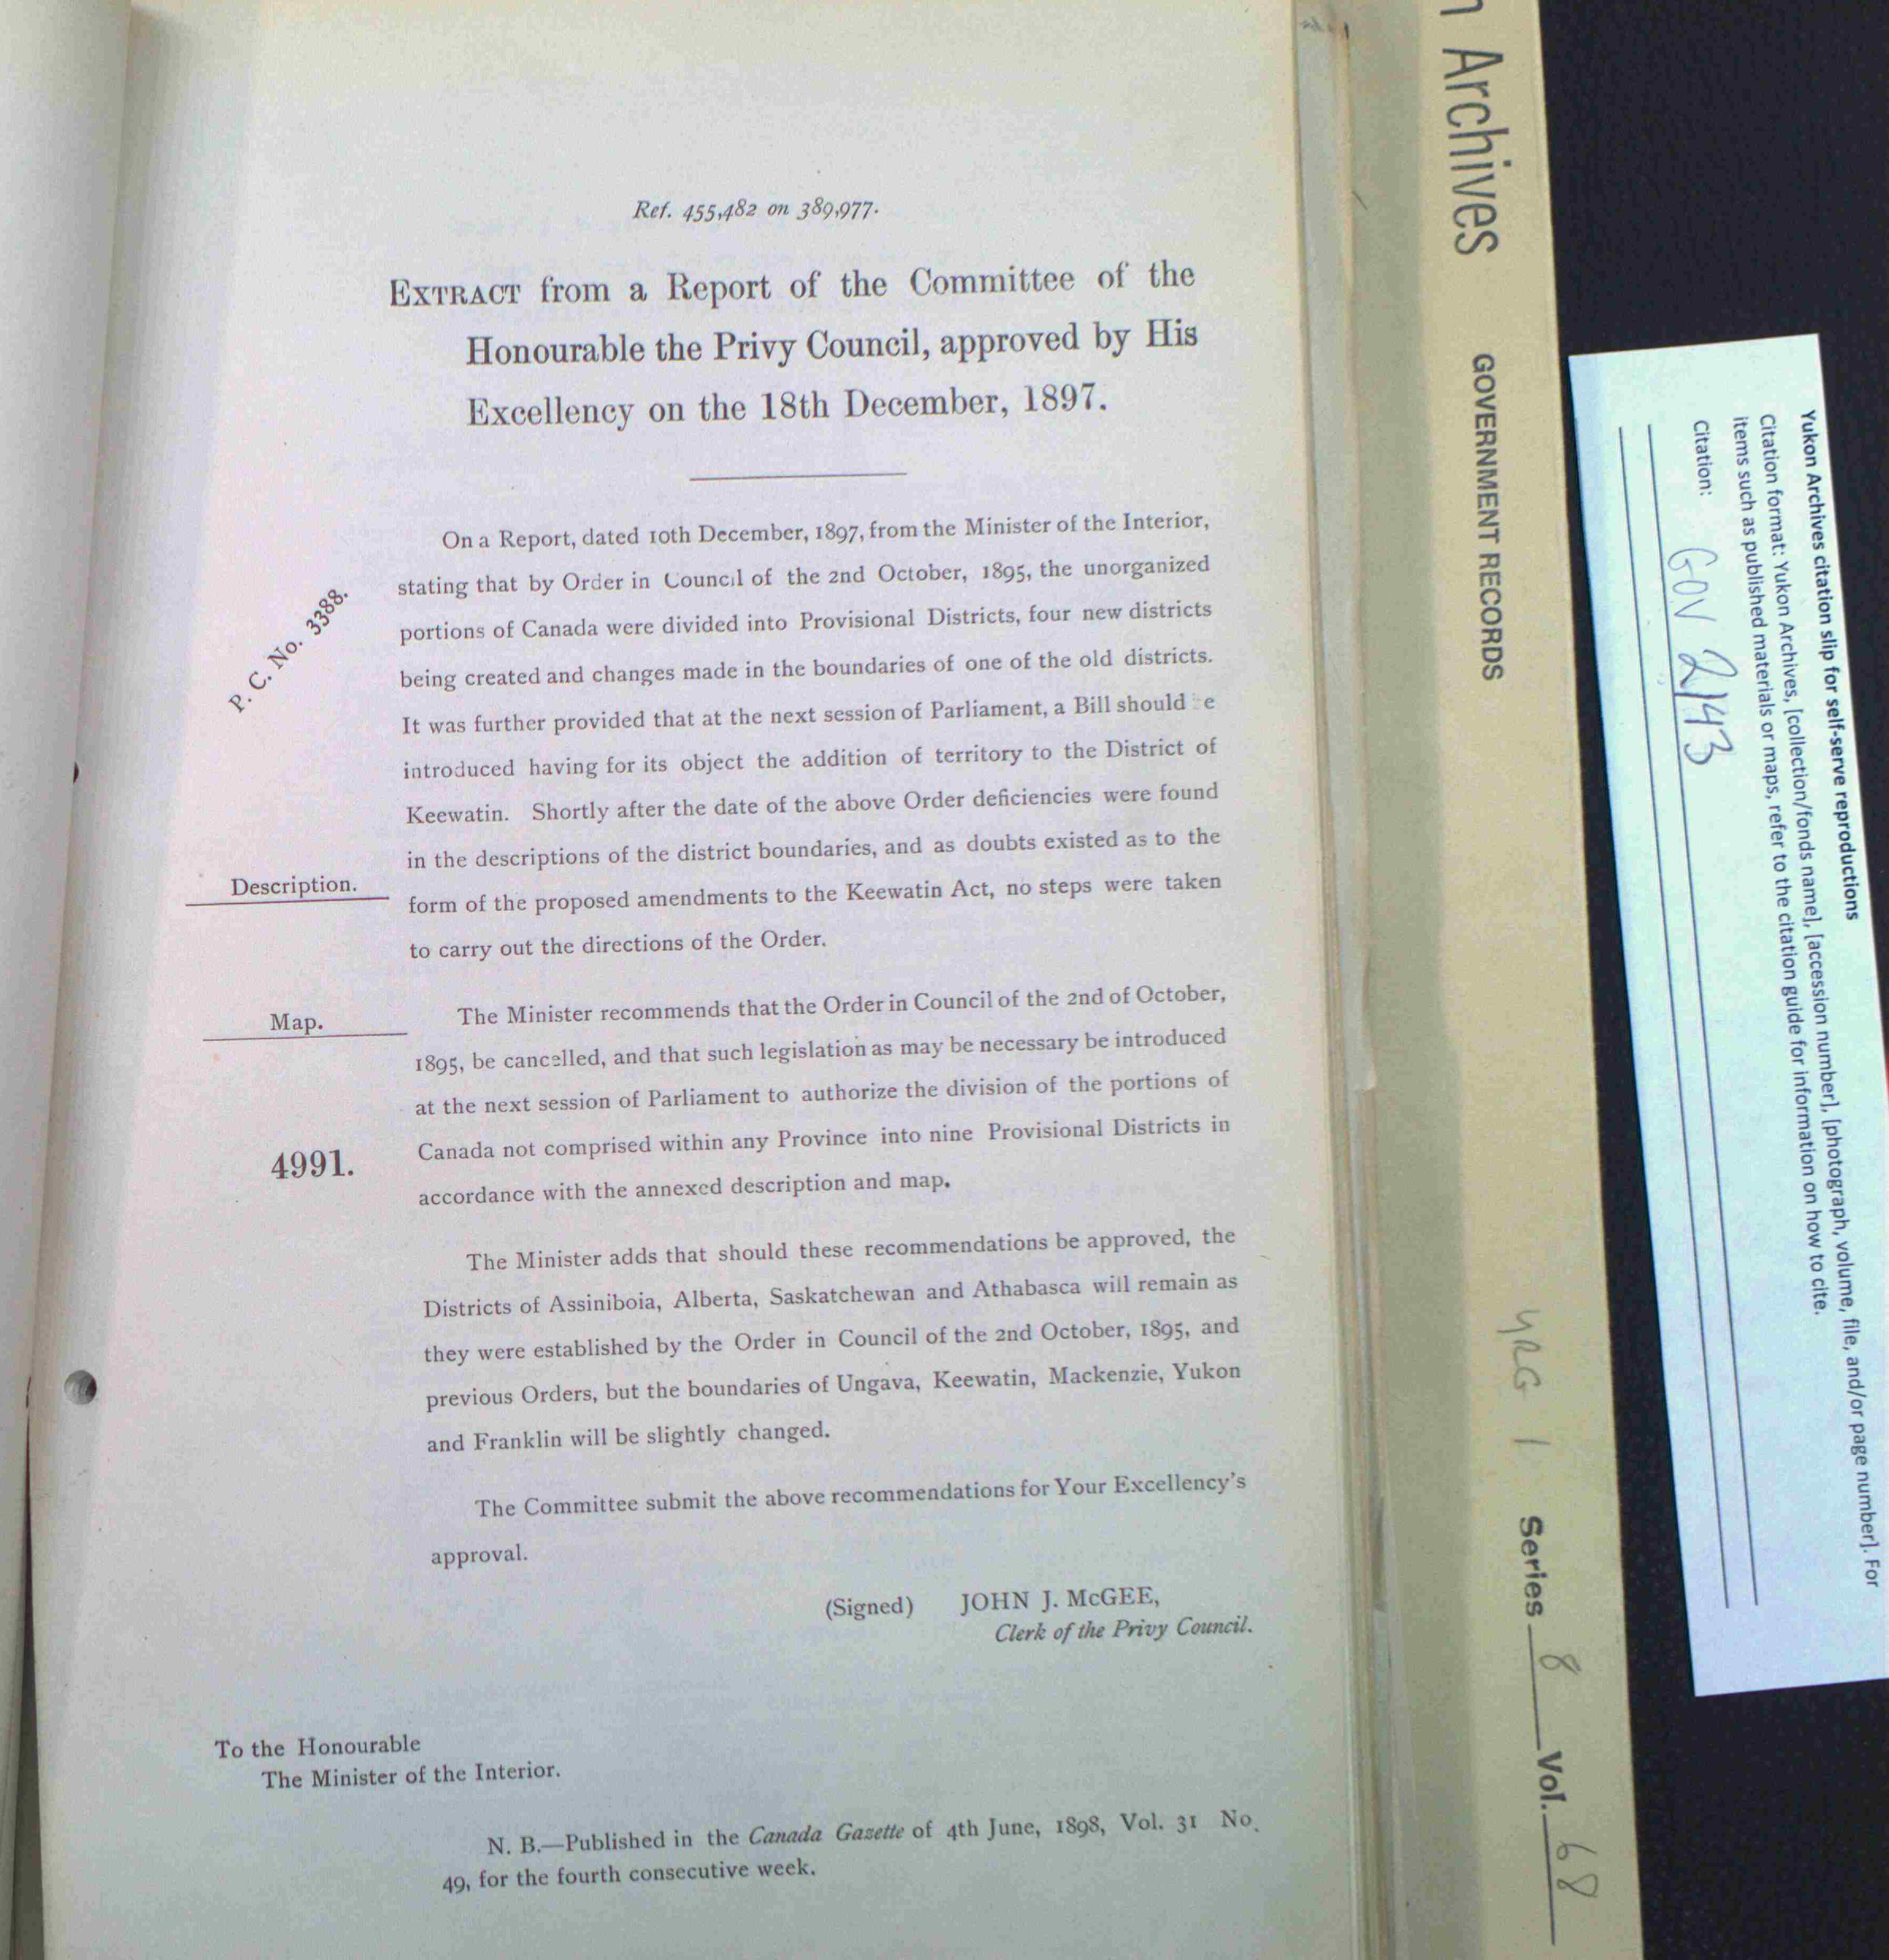 Ref. 455,482 on 389,977.
EXTRACT from a Report of the Committee of the
Honourable the Privy Council, approved by His
Excellency on the 18th December, 1897.
P. C. No. 3388.
On a Report, dated 10th December, 1897, from the Minister of the Interior,
stating that by Order in Council of the 2nd October, 1895, the unorganized
portions of Canada were divided into Provisional Districts, four new districts
being created and changes made in the boundaries of one of the old districts.
It was further provided that at the next session of Parliament, a Bill should e
introduced having for its object the addition of territory to the District of
Keewatin. Shortly after the date of the above Order deficiencies were found
in the descriptions of the district boundaries, and as doubts existed as to the
form of the proposed amendments to the Keewatin Act, no steps were taken
to carry out the directions of the Order.
Description.
Map.
4991.
The Minister recommends that the Order in Council of the 2nd of October,
1895, be cancelled, and that such legislation as may be necessary be introduced
at the next session of Parliament to authorize the division of the portions of
Canada not comprised within any Province into nine Provisional Districts in
accordance with the annexed description and map.
The Minister adds that should these recommendations be approved, the
Districts of Assiniboia, Alberta, Saskatchewan and Athabasca will remain as
they were established by the Order in Council of the 2nd October, 1895, and
previous Orders, but the boundaries of Ungava, Keewatin, Mackenzie, Yukon
and Franklin will be slightly changed.
The Committee submit the above recommendations for Your Excellency's
approval.
(Signed) JOHN J. McGEE,
Clerk of the Privy Council.
To the Honourable
The Minister of the Interior.
N. B.—Published in the Canada Gazette of 4th June, 1898, Vol. 31 No.
49, for the fourth consecutive week.
Archives
GOVERNMENT RECORDS
YRG 1 Series 8 Vol. 68
Yukon Archives citation slip for self-serve reproductions
Citation format: Yukon Archives, [collection/fonds name], [accession number], [photograph, volume, file, and/or page number]. For
items such as published materials or maps, refer to the citation guide for information on how to cite.
Citation: GOV 2143